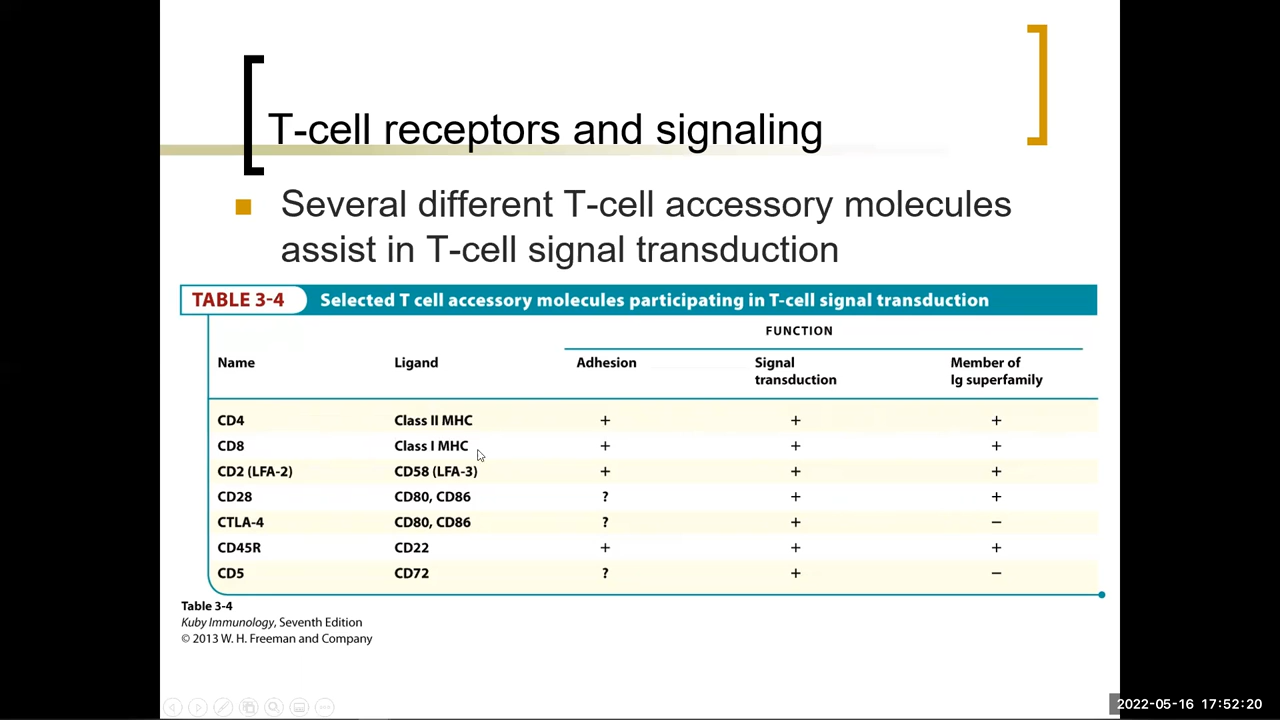 T-cell receptors and signaling
Several different T-cell accessory molecules
assist in T-cell signal transduction
TABLE 3-4 Selected T cell accessory molecules participating in T-cell signal transduction
FUNCTION
Name Ligand Adhesion Signal transduction Member of Ig superfamily
CD4 Class II MHC + + +
CD8 Class I MHC + + +
CD2 (LFA-2) CD58 (LFA-3) + + +
CD28 CD80, CD86 ? + +
CTLA-4 CD80, CD86 ? + −
CD45R CD22 + + +
CD5 CD72 ? + −
Table 3-4
Kuby Immunology, Seventh Edition
© 2013 W. H. Freeman and Company
2022-05-16 17:52:20